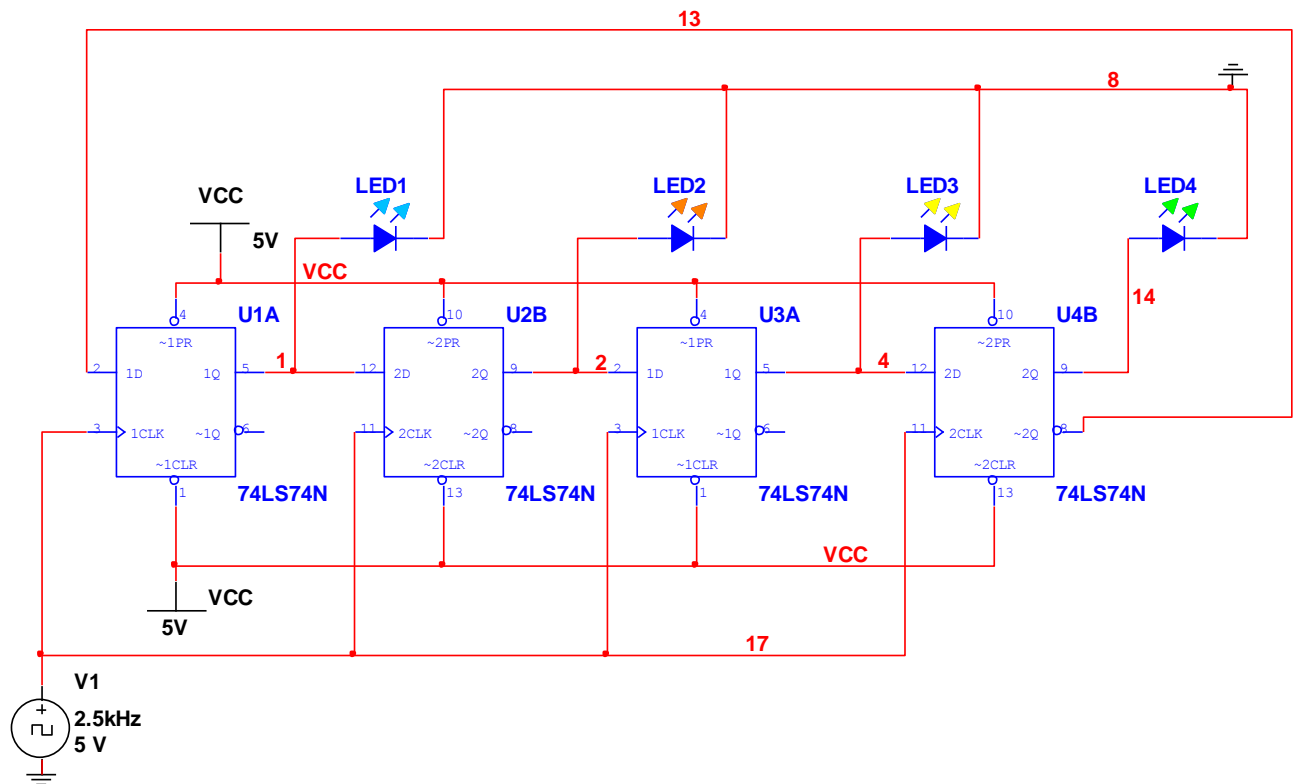 13
8
LED1
LED2
LED3
LED4
VCC
5V
VCC
14
4
U1A
10
U2B
4
U3A
10
U4B
~1PR
~2PR
~1PR
~2PR
2
1D
1Q
5
1
12
2D
2Q
9
2
2
1D
1Q
5
4
12
2D
2Q
9
3
1CLK
~1Q
6
11
2CLK
~2Q
8
3
1CLK
~1Q
6
11
2CLK
~2Q
8
~1CLR
~2CLR
~1CLR
~2CLR
1
74LS74N
13
74LS74N
1
74LS74N
13
74LS74N
VCC
VCC
5V
17
V1
2.5kHz
5 V